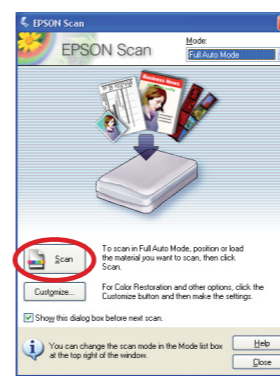 EPSON Scan
EPSON Scan
Mode:
Full Auto Mode
Business News
Scan
To scan in Full Auto Mode, position or load
the material you want to scan, then click
Scan.
Customize...
For Color Restoration and other options, click the
Customize button and then make the settings.
Show this dialog box before next scan.
You can change the scan mode in the Mode list box
at the top right of the window.
Help
Close